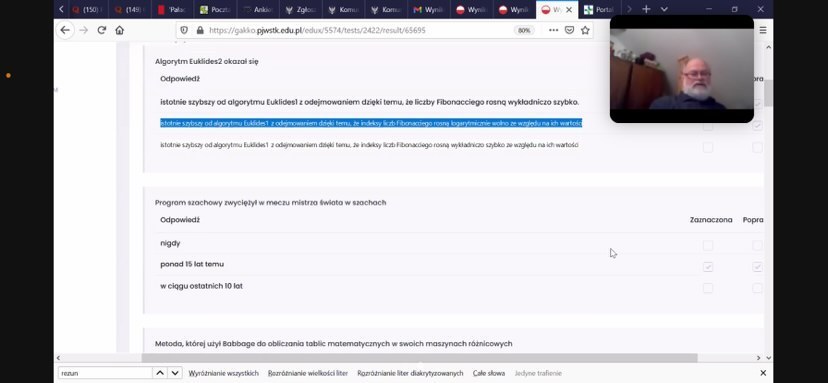 (150)
(149)
'Pałac
Poczta
Ankie
Zgłos
Komu
Komu
Wynik
Wynik
Wynik
Portal
https://gakko.pjwstk.edu.pl/edux/5574/tests/2422/result/65695
80%
Algorytm Euklides2 okazał się
Odpowiedź
istotnie szybszy od algorytmu Euklides1 z odejmowaniem dzięki temu, że liczby Fibonacciego rosną wykładniczo szybko.
istotnie szybszy od algorytmu Euklides1 z odejmowaniem dzięki temu, że indeksy liczb Fibonacciego rosną logarytmicznie wolno ze względu na ich wartości
istotnie szybszy od algorytmu Euklides1 z odejmowaniem dzięki temu, że indeksy liczb Fibonacciego rosną wykładniczo szybko ze względu na ich wartość
Program szachowy zwyciężył w meczu mistrza świata w szachach
Odpowiedź Zaznaczona Popra
nigdy
ponad 15 lat temu
w ciągu ostatnich 10 lat
Metoda, której użył Babbage do obliczania tablic matematycznych w swoich maszynach różnicowych
rezun Wyróżnianie wszystkich Rozróżnianie wielkości liter Rozróżnianie liter diakrytyzowanych Całe słowa Jedyne trafienie